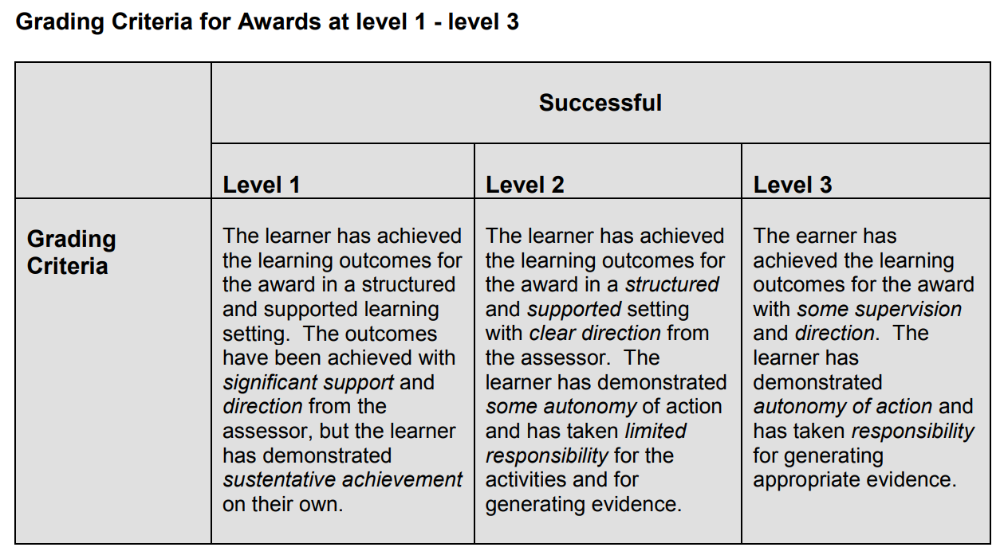 Grading Criteria for Awards at level 1 - level 3
Successful
Level 1
Level 2
Level 3
Grading
Criteria
The learner has achieved
the learning outcomes for
the award in a structured
and supported learning
setting.  The outcomes
have been achieved with
significant support and
direction from the
assessor, but the learner
has demonstrated
sustentative achievement
on their own.
The learner has achieved
the learning outcomes for
the award in a structured
and supported setting
with clear direction from
the assessor.  The
learner has demonstrated
some autonomy of action
and has taken limited
responsibility for the
activities and for
generating evidence.
The earner has
achieved the learning
outcomes for the award
with some supervision
and direction.  The
learner has
demonstrated
autonomy of action and
has taken responsibility
for generating
appropriate evidence.